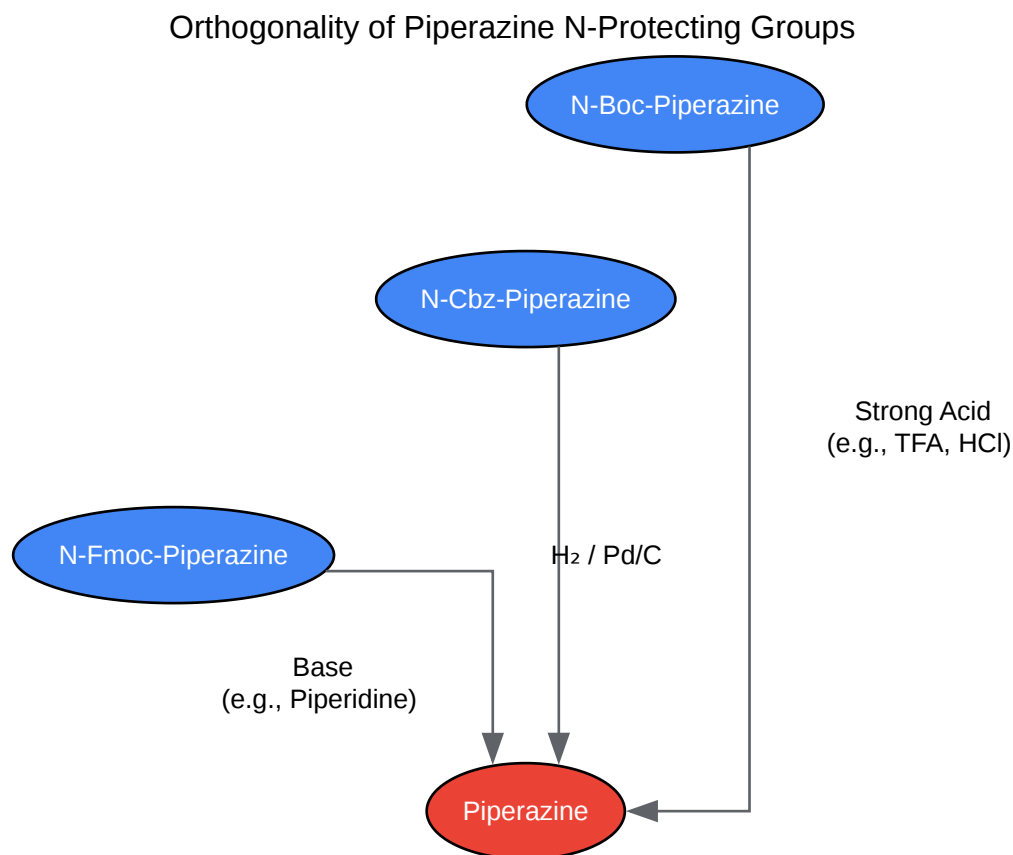 Orthogonality of Piperazine N-Protecting Groups
N-Boc-Piperazine
N-Cbz-Piperazine
Strong Acid
(e.g., TFA, HCl)
N-Fmoc-Piperazine
H₂ / Pd/C
Base
(e.g., Piperidine)
Piperazine